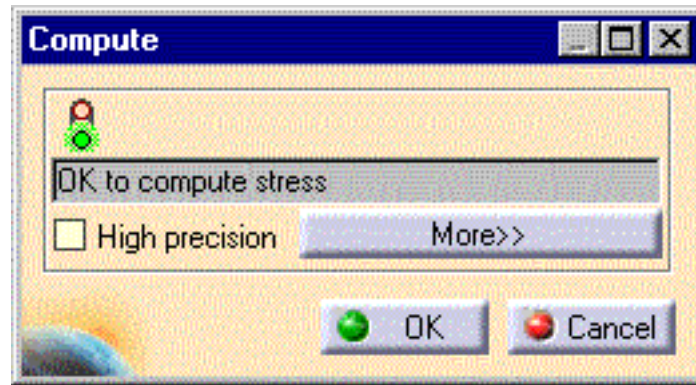 Compute
OK to compute stress
High precision More>>
OK Cancel